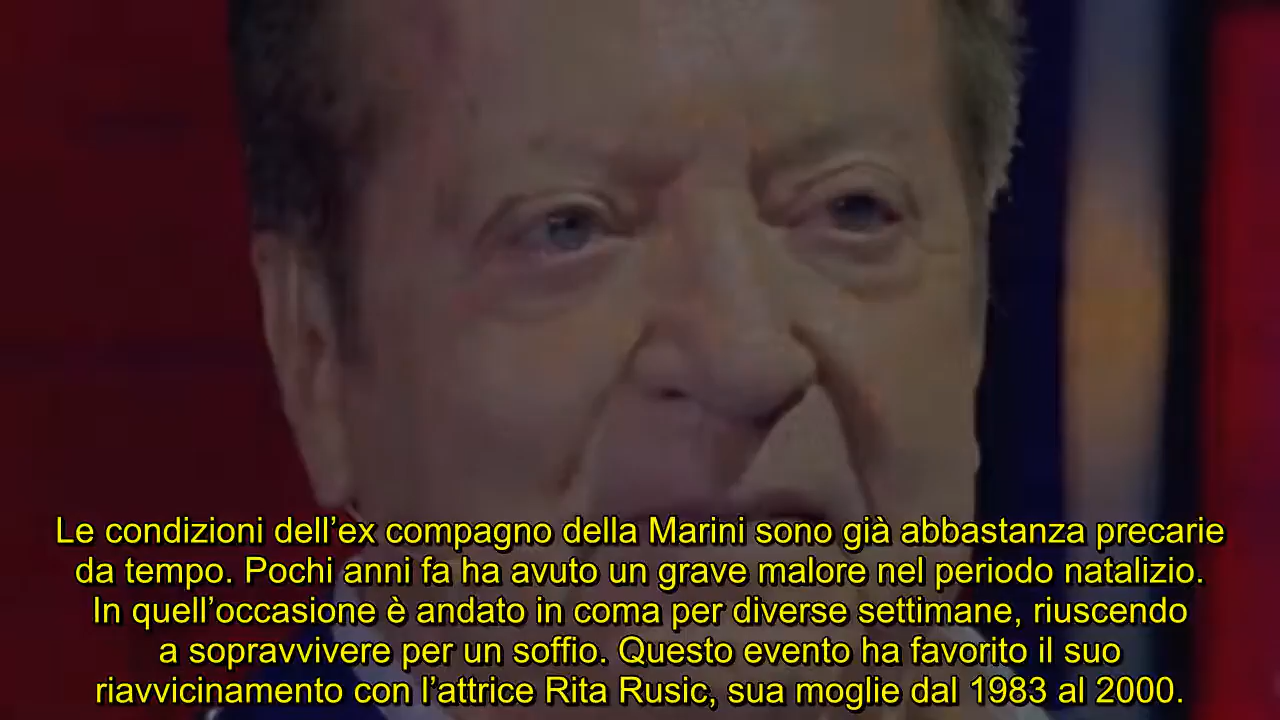 Le condizioni dell’ex compagno della Marini sono già abbastanza precarie
da tempo. Pochi anni fa ha avuto un grave malore nel periodo natalizio.
In quell’occasione è andato in coma per diverse settimane, riuscendo
a sopravvivere per un soffio. Questo evento ha favorito il suo
riavvicinamento con l’attrice Rita Rusic, sua moglie dal 1983 al 2000.